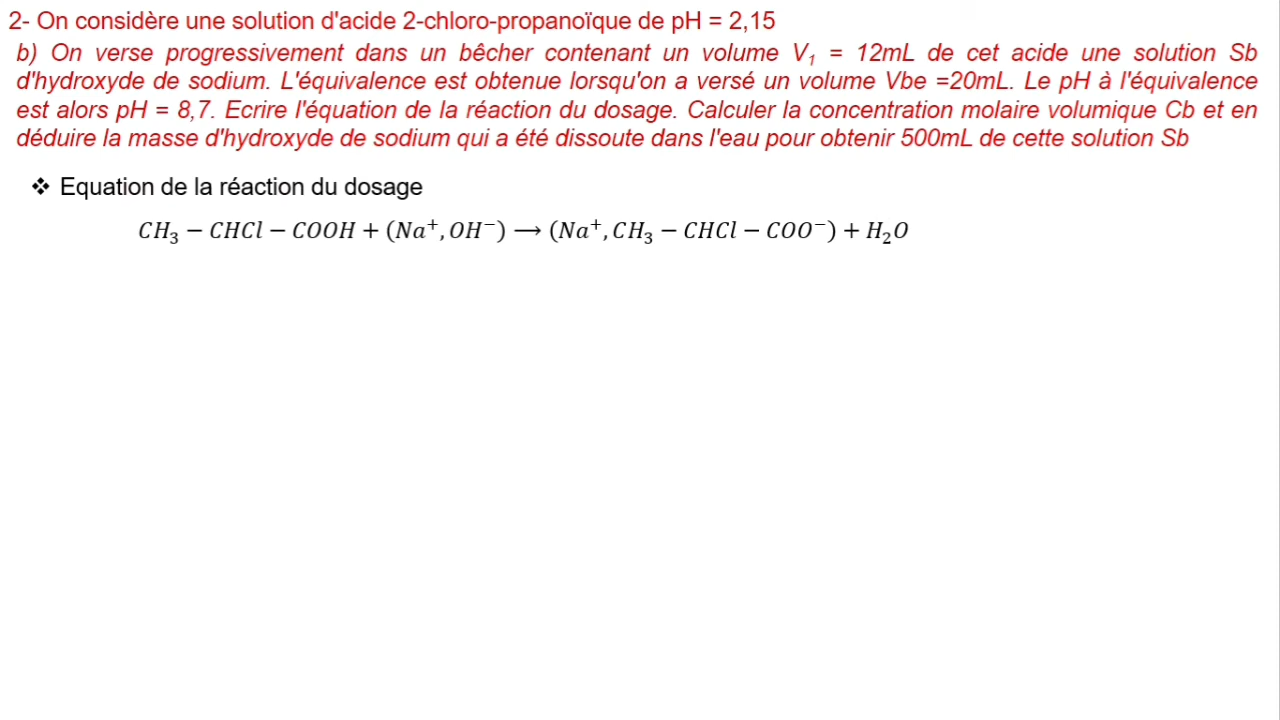 2- On considère une solution d'acide 2-chloro-propanoïque de pH = 2,15
b) On verse progressivement dans un bêcher contenant un volume V₁ = 12mL de cet acide une solution Sb
d'hydroxyde de sodium. L'équivalence est obtenue lorsqu'on a versé un volume Vbe =20mL. Le pH à l'équivalence
est alors pH = 8,7. Ecrire l'équation de la réaction du dosage. Calculer la concentration molaire volumique Cb et en
déduire la masse d'hydroxyde de sodium qui a été dissoute dans l'eau pour obtenir 500mL de cette solution Sb
❖ Equation de la réaction du dosage
CH₃ − CHCl − COOH + (Na⁺, OH⁻) ⟶ (Na⁺, CH₃ − CHCl − COO⁻) + H₂O